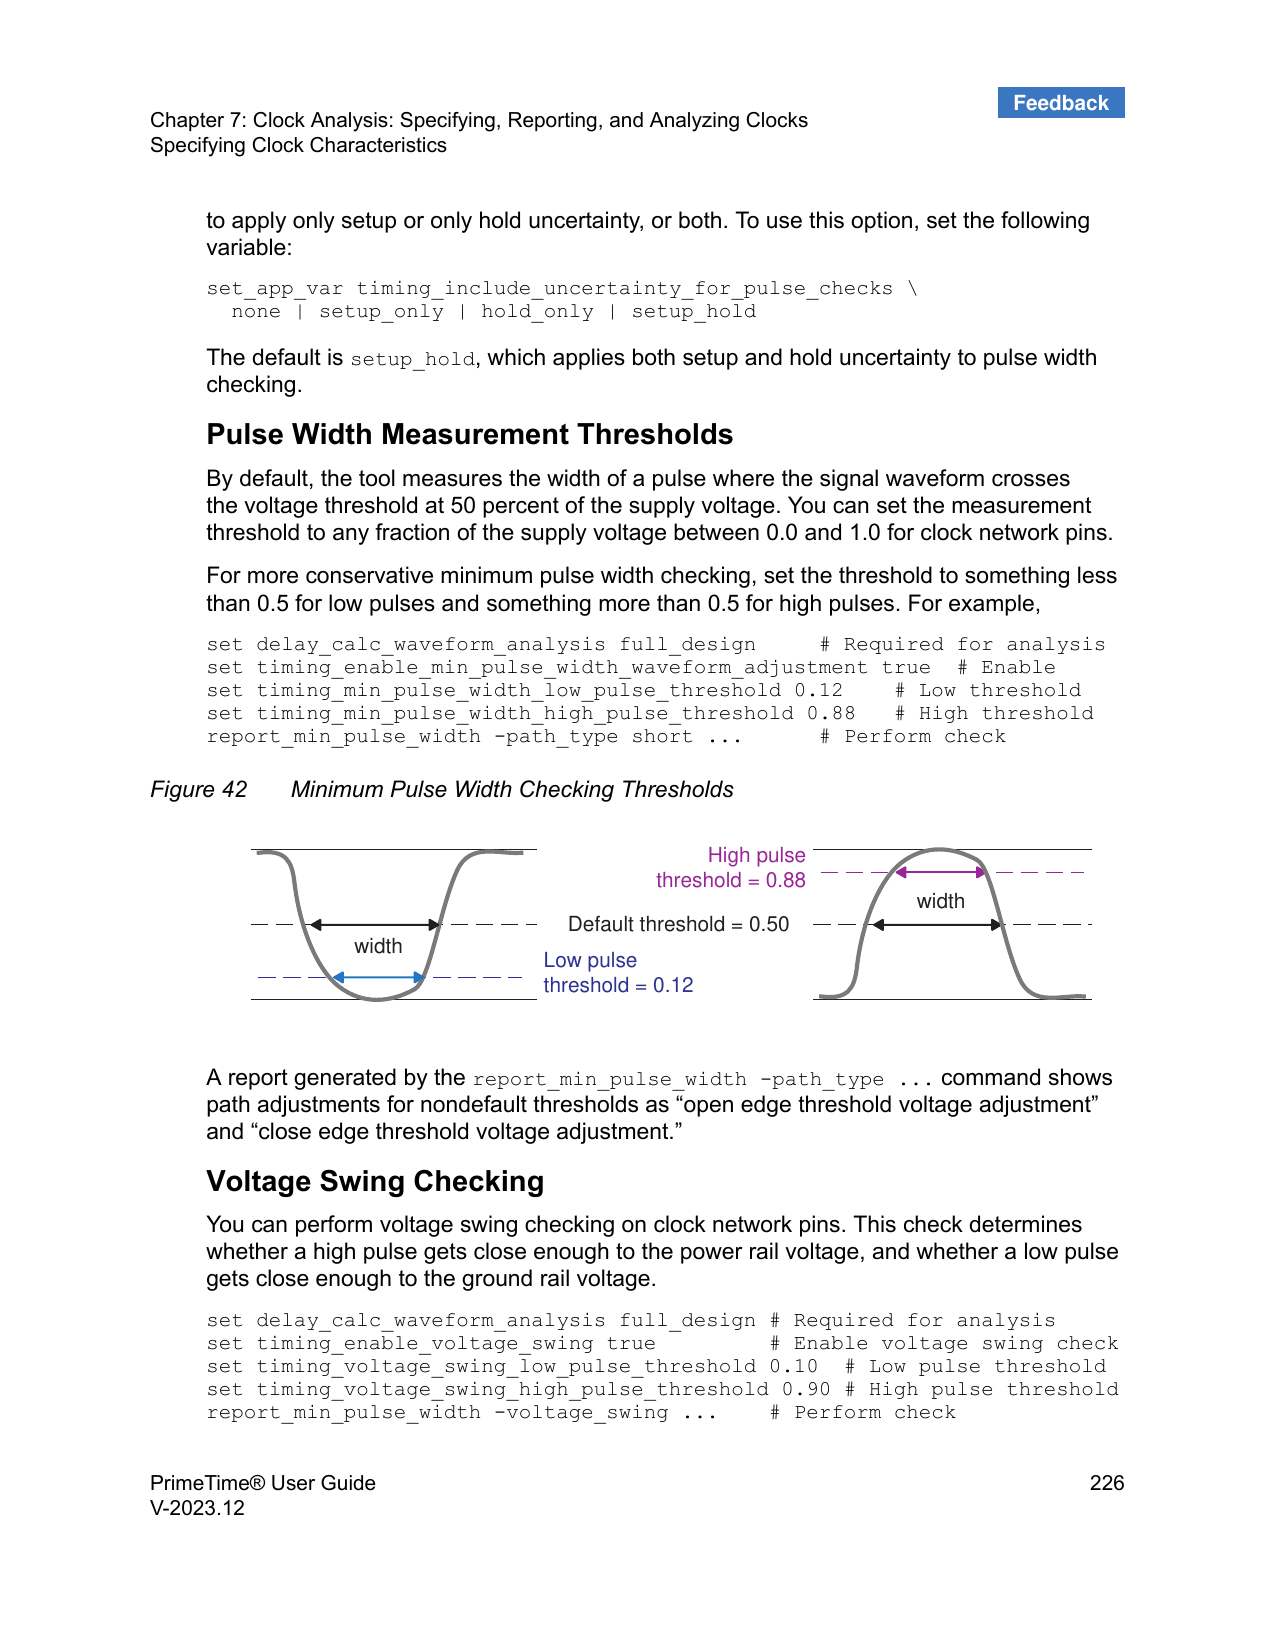 Feedback
Chapter 7: Clock Analysis: Specifying, Reporting, and Analyzing Clocks
Specifying Clock Characteristics
to apply only setup or only hold uncertainty, or both. To use this option, set the following
variable:
set_app_var timing_include_uncertainty_for_pulse_checks \
  none | setup_only | hold_only | setup_hold
The default is setup_hold, which applies both setup and hold uncertainty to pulse width
checking.
Pulse Width Measurement Thresholds
By default, the tool measures the width of a pulse where the signal waveform crosses
the voltage threshold at 50 percent of the supply voltage. You can set the measurement
threshold to any fraction of the supply voltage between 0.0 and 1.0 for clock network pins.
For more conservative minimum pulse width checking, set the threshold to something less
than 0.5 for low pulses and something more than 0.5 for high pulses. For example,
set delay_calc_waveform_analysis full_design     # Required for analysis
set timing_enable_min_pulse_width_waveform_adjustment true  # Enable
set timing_min_pulse_width_low_pulse_threshold 0.12    # Low threshold
set timing_min_pulse_width_high_pulse_threshold 0.88   # High threshold
report_min_pulse_width -path_type short ...      # Perform check
Figure 42 Minimum Pulse Width Checking Thresholds
High pulse
threshold = 0.88
width
Default threshold = 0.50
width
Low pulse
threshold = 0.12
A report generated by the report_min_pulse_width -path_type ... command shows
path adjustments for nondefault thresholds as “open edge threshold voltage adjustment”
and “close edge threshold voltage adjustment.”
Voltage Swing Checking
You can perform voltage swing checking on clock network pins. This check determines
whether a high pulse gets close enough to the power rail voltage, and whether a low pulse
gets close enough to the ground rail voltage.
set delay_calc_waveform_analysis full_design # Required for analysis
set timing_enable_voltage_swing true         # Enable voltage swing check
set timing_voltage_swing_low_pulse_threshold 0.10  # Low pulse threshold
set timing_voltage_swing_high_pulse_threshold 0.90 # High pulse threshold
report_min_pulse_width -voltage_swing ...    # Perform check
PrimeTime® User Guide 226
V-2023.12